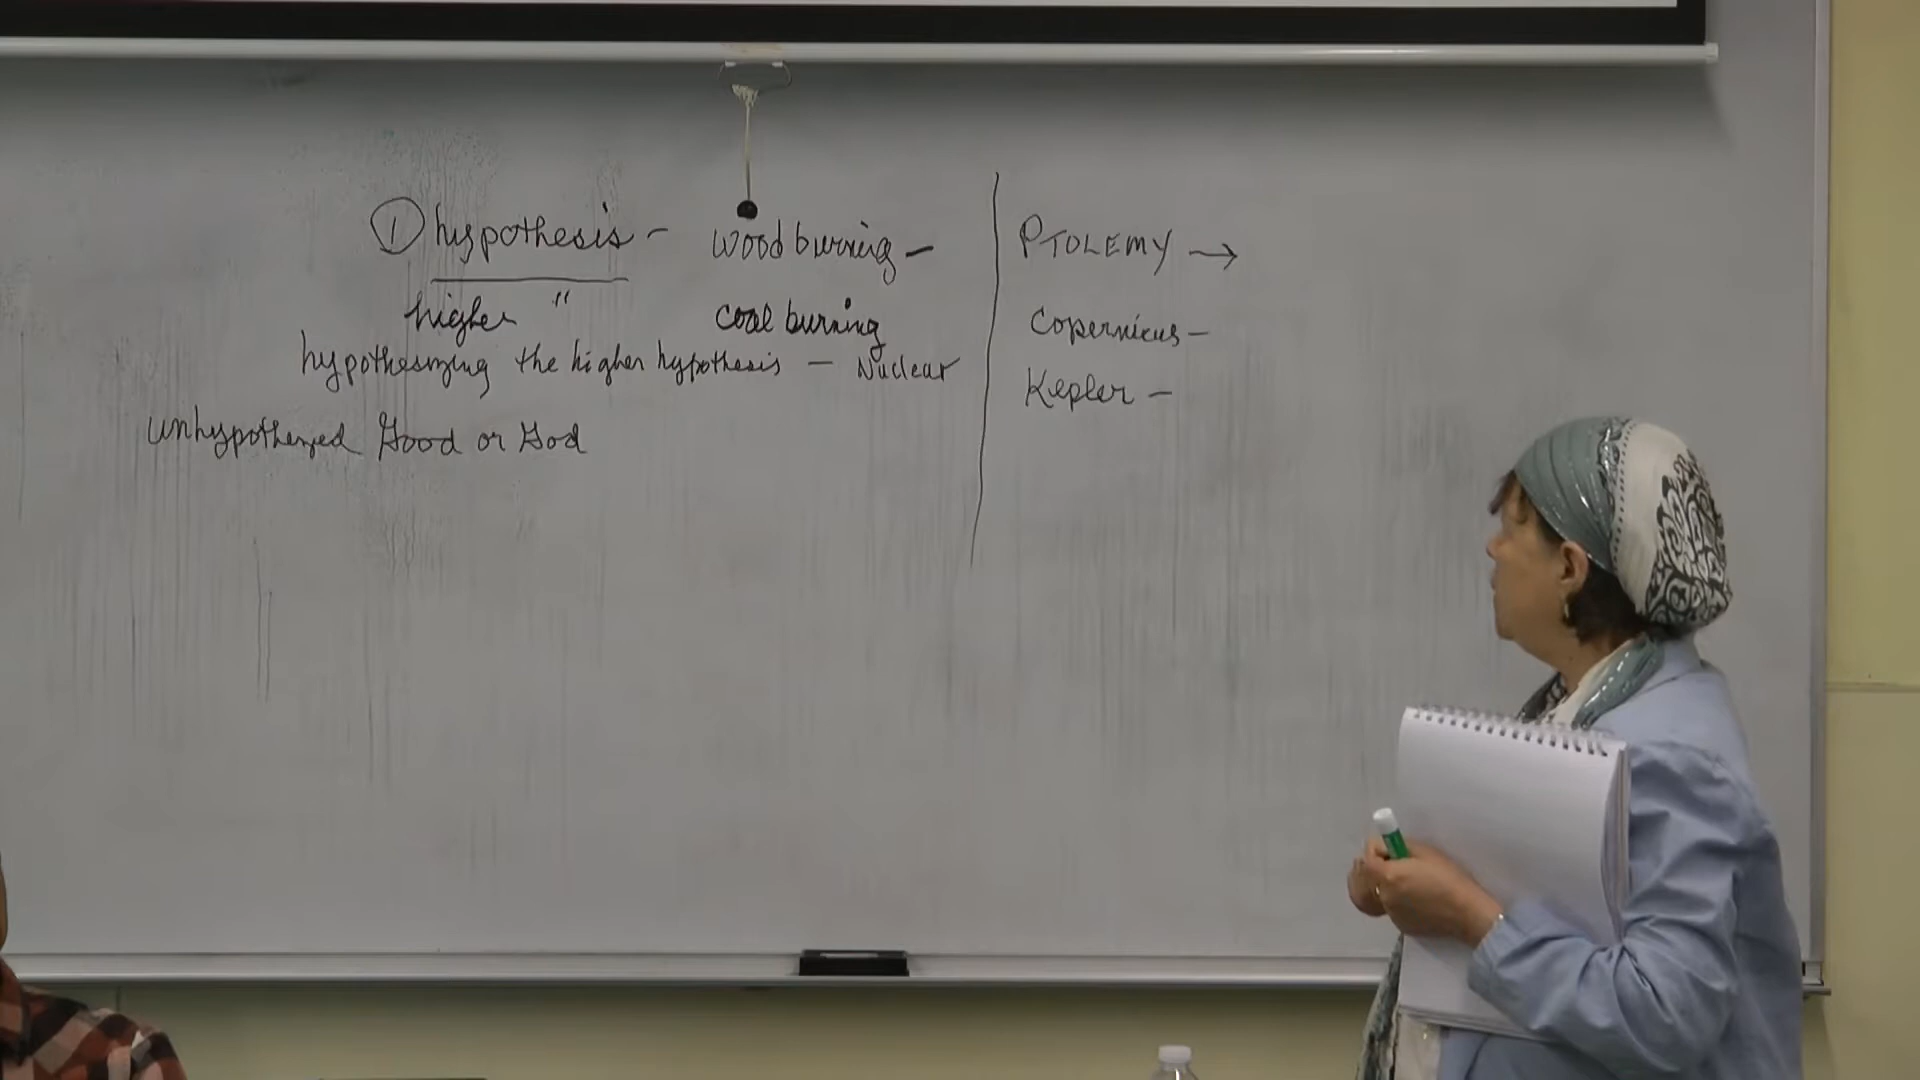 ① hypothesis - wood burning -
higher " coal burning
hypothesizing the higher hypothesis - Nuclear
unhypothesized Good or God
PTOLEMY →
Copernicus -
Kepler -